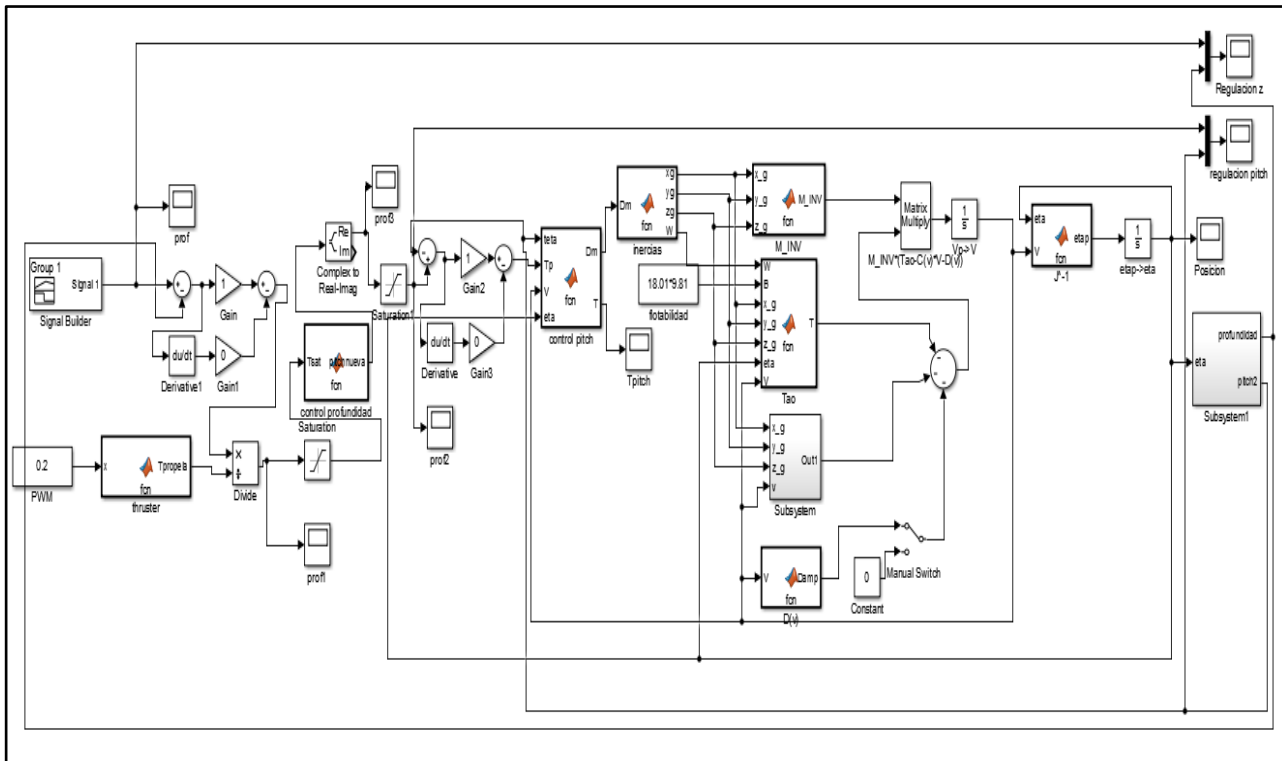 Regulacion z
regulacion pitch
prof
prof3
Group 1
Signal 1
Signal Builder
Gain
du/dt
Derivative1
0
Gain1
1
Re
Im
Complex to
Real-Imag
Saturation1
Tsat
fcn
control profundidad
Saturation
0.2
PWM
x
Tpropela
fcn
thruster
Divide
prof1
1
Gain2
du/dt
Derivative
0
Gain3
prof2
teta
Tp
V
eta
Dm
T
fcn
control pitch
Tpitch
Dm
xg
yg
zg
W
fcn
inercias
x_g
y_g
z_g
M_INV
fcn
M_INV
18.01*9.81
flotabilidad
W
B
x_g
y_g
z_g
eta
V
T
fcn
Tao
x_g
y_g
z_g
v
Out1
Subsystem
V
Damp
fcn
D(v)
0
Constant
Manual Switch
Matrix
Multiply
M_INV*(Tao-C(v)*V-D(v))
1
s
Vp->V
eta
V
etap
fcn
J^-1
1
s
etap->eta
Posicion
eta
profundidad
pitch2
Subsystem1